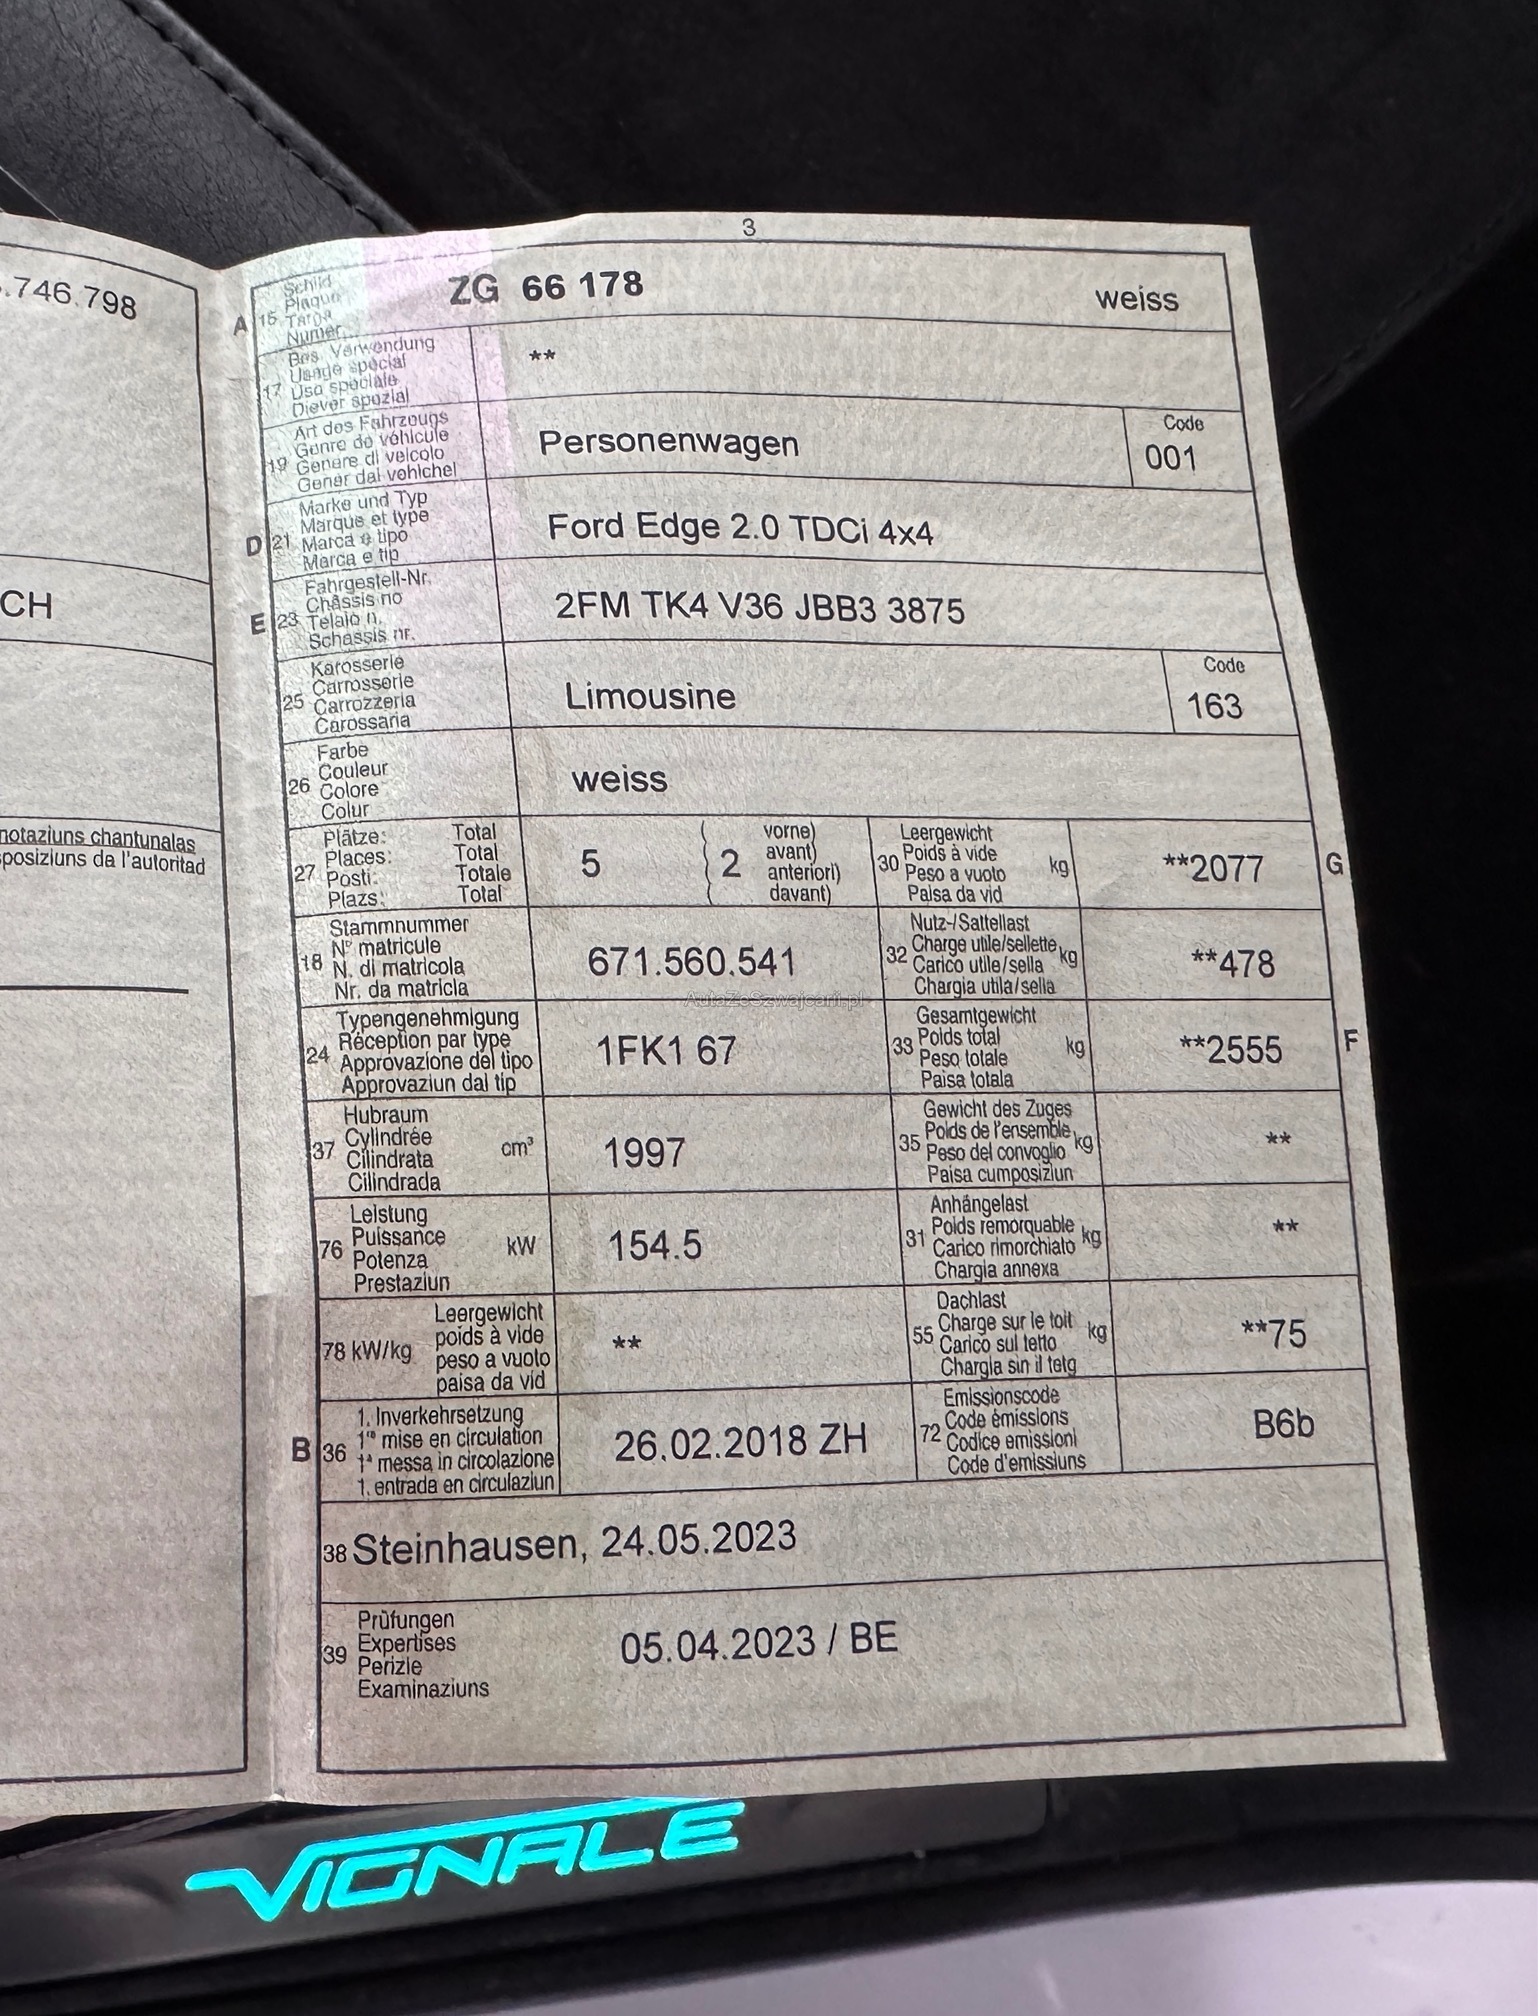 .746.798
CH
notaziuns chantunalas
sposiziuns da l'autoritad
3
A 15 Schild
Plaque
Targa
Numer
ZG 66 178 weiss
17 Bes. Verwendung
Usage spécial
Uso speciale
Diever spezial
**
19 Art des Fahrzeugs
Genre de véhicule
Genere di veicolo
Gener dal vehichel
Personenwagen
Code
001
D 21 Marke und Typ
Marque et type
Marca e tipo
Marca e tip
Ford Edge 2.0 TDCi 4x4
E 23 Fahrgestell-Nr.
Châssis no
Telaio n.
Schassis nr.
2FM TK4 V36 JBB3 3875
25 Karosserie
Carrosserie
Carrozzeria
Carossaria
Limousine
Code
163
26 Farbe
Couleur
Colore
Colur
weiss
27 Plätze: Total
Places: Total
Posti: Totale
Plazs: Total
5 ( 2 vorne)
avant)
anteriori)
davant)
30 Leergewicht
Poids à vide kg
Peso a vuoto
Paisa da vid
**2077 G
18 Stammnummer
N° matricule
N. di matricola
Nr. da matricla
671.560.541
32 Nutz-/Sattellast
Charge utile/sellette kg
Carico utile/sella
Chargia utila/sella
**478
AutaZeSzwajcarii.pl
24 Typengenehmigung
Réception par type
Approvazione del tipo
Approvaziun dal tip
1FK1 67
33 Gesamtgewicht
Poids total kg
Peso totale
Paisa totala
**2555 F
37 Hubraum
Cylindrée cm³
Cilindrata
Cilindrada
1997
35 Gewicht des Zuges
Poids de l'ensemble kg
Peso del convoglio
Paisa cumposiziun
**
76 Leistung
Puissance kW
Potenza
Prestaziun
154.5
31 Anhängelast
Poids remorquable kg
Carico rimorchiato
Chargia annexa
**
78 kW/kg Leergewicht
poids à vide
peso a vuoto
paisa da vid
**
55 Dachlast
Charge sur le toit kg
Carico sul tetto
Chargia sin il tetg
**75
B 36 1. Inverkehrsetzung
1re mise en circulation
1a messa in circolazione
1. entrada en circulaziun
26.02.2018 ZH
72 Emissionscode
Code émissions
Codice emissioni
Code d'emissiuns
B6b
38 Steinhausen, 24.05.2023
39 Prüfungen
Expertises
Perizie
Examinaziuns
05.04.2023 / BE
VIGNALE